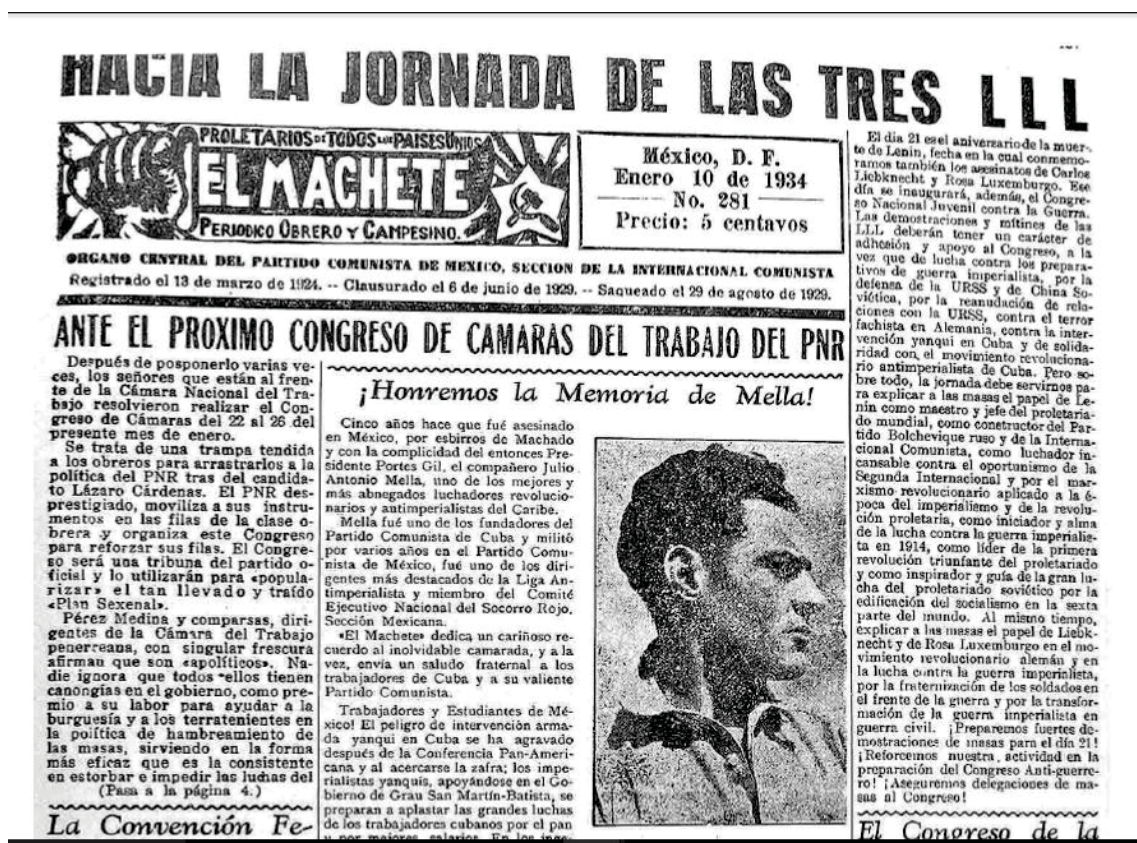 HACIA LA JORNADA DE LAS TRES L L L
PROLETARIOS DE TODOS LOS PAISES UNIOS
EL MACHETE
PERIODICO OBRERO Y CAMPESINO.
México, D. F.
Enero 10 de 1934
No. 281
Precio: 5 centavos
ORGANO CENTRAL DEL PARTIDO COMUNISTA DE MEXICO, SECCION DE LA INTERNACIONAL COMUNISTA
Registrado el 13 de marzo de 1924. -- Clausurado el 6 de junio de 1929. -- Saqueado el 29 de agosto de 1929.
ANTE EL PROXIMO CONGRESO DE CAMARAS DEL TRABAJO DEL PNR
Después de posponerlo varias ve-
ces, los señores que están al fren-
te de la Cámara Nacional del Tra-
bajo resolvieron realizar el Con-
greso de Cámaras del 22 al 26 del
presente mes de enero.
Se trata de una trampa tendida
a los obreros para arrastrarlos a la
política del PNR tras del candida-
to Lázaro Cárdenas. El PNR des-
prestigiado, moviliza a sus instru-
mentos en las filas de la clase o-
brera y organiza este Congreso
para reforzar sus filas. El Congre-
so será una tribuna del partido o-
ficial y lo utilizarán para «popula-
rizar» el tan llevado y traído
«Plan Sexenal».
Pérez Medina y comparsas, diri-
gentes de la Cámara del Trabajo
penerreana, con singular frescura
afirman que son «apolíticos». Na-
die ignora que todos ellos tienen
canongías en el gobierno, como pre-
mio a su labor para ayudar a la
burguesía y a los terratenientes en
la política de hambreamiento de
las masas, sirviendo en la forma
más eficaz que es la consistente
en estorbar e impedir las luchas del
(Pasa a la página 4.)
La Convención Fe-
¡Honremos la Memoria de Mella!
Cinco años hace que fué asesinado
en México, por esbirros de Machado
y con la complicidad del entonces Pre-
sidente Portes Gil, el compañero Julio
Antonio Mella, uno de los mejores y
más abnegados luchadores revolucio-
narios y antimperialistas del Caribe.
Mella fué uno de los fundadores del
Partido Comunista de Cuba y militó
por varios años en el Partido Comu-
nista de México, fué uno de los diri-
gentes más destacados de la Liga An-
timperialista y miembro del Comité
Ejecutivo Nacional del Socorro Rojo,
Sección Mexicana.
«El Machete» dedica un cariñoso re-
cuerdo al inolvidable camarada, y a la
vez, envía un saludo fraternal a los
trabajadores de Cuba y a su valiente
Partido Comunista.
Trabajadores y Estudiantes de Mé-
xico! El peligro de intervención arma-
da yanqui en Cuba se ha agravado
después de la Conferencia Pan-Ameri-
cana y al acercarse la zafra; los impe-
rialistas yanquis, apoyándose en el Go-
bierno de Grau San Martín-Batista, se
preparan a aplastar las grandes luchas
de los trabajadores cubanos por el pan
y por mejores salarios. En los inge-
El día 21 es el aniversario de la muer-
te de Lenin, fecha en la cual conmemo-
ramos también los asesinatos de Carlos
Liebknecht y Rosa Luxemburgo. Ese
día se inaugurará, además, el Congre-
so Nacional Juvenil contra la Guerra.
Las demostraciones y mítines de las
LLL deberán tener un carácter de
adhesión y apoyo al Congreso, a la
vez que de lucha contra los prepara-
tivos de guerra imperialista, por la
defensa de la URSS y de China So-
viética, por la reanudación de rela-
ciones con la URSS, contra el terror
fachista en Alemania, contra la inter-
vención yanqui en Cuba y de solida-
ridad con el movimiento revoluciona-
rio antimperialista de Cuba. Pero so-
bre todo, la jornada debe servirnos pa-
ra explicar a las masas el papel de Le-
nin como maestro y jefe del proletaria-
do mundial, como constructor del Par-
tido Bolchevique ruso y de la Interna-
cional Comunista, como luchador in-
cansable contra el oportunismo de la
Segunda Internacional y por el mar-
xismo revolucionario aplicado a la é-
poca del imperialismo y de la revolu-
ción proletaria, como iniciador y alma
de la lucha contra la guerra imperialis-
ta en 1914, como líder de la primera
revolución triunfante del proletariado
y como inspirador y guía de la gran lu-
cha del proletariado soviético por la
edificación del socialismo en la sexta
parte del mundo. Al mismo tiempo,
explicar a las masas el papel de Liebk-
necht y de Rosa Luxemburgo en el mo-
vimiento revolucionario alemán y en
la lucha contra la guerra imperialista,
por la fraternización de los soldados en
el frente de la guerra y por la transfor-
mación de la guerra imperialista en
guerra civil. ¡Preparemos fuertes de-
mostraciones de masas para el día 21!
¡Reforcemos nuestra actividad en la
preparación del Congreso Anti-guerre-
ro! ¡Aseguremos delegaciones de ma-
sas al Congreso!
El Congreso de la